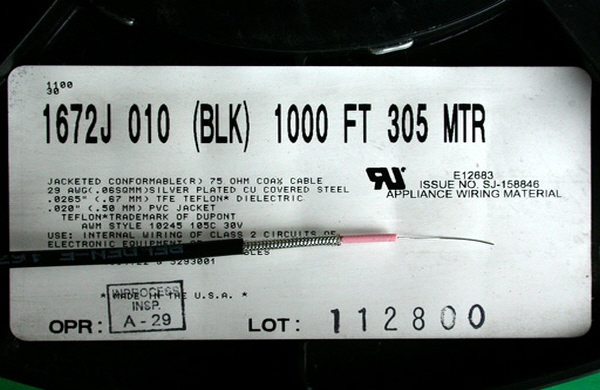 1100
30
1672J 010 (BLK) 1000 FT 305 MTR
JACKETED CONFORMABLE(R) 75 OHM COAX CABLE
29 AWG(.06SQMM)SILVER PLATED CU COVERED STEEL
.0265" (.67 MM) TFE TEFLON* DIELECTRIC
.020" (.50 MM) PVC JACKET
TEFLON*TRADEMARK OF DUPONT
AWM STYLE 10245 105C 30V
USE: INTERNAL WIRING OF CLASS 2 CIRCUITS OF
ELECTRONIC EQUIPMENT
E12683
ISSUE NO. SJ-158846
APPLIANCE WIRING MATERIAL
BELDEN-E
* MADE IN THE U.S.A. *
INPROCESS
INSP.
A-29
OPR:
LOT: 112800